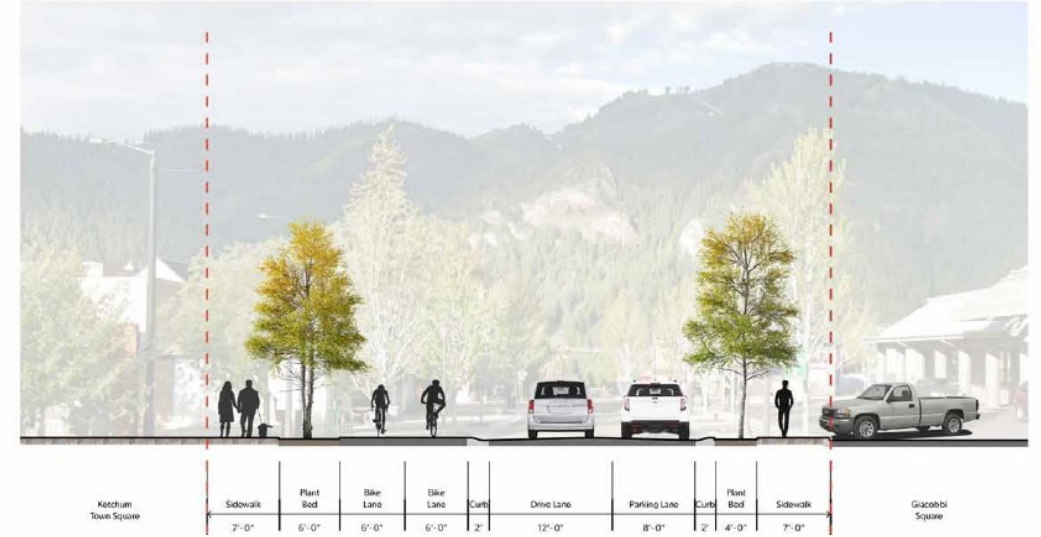 Ketchum
Town Square
Sidewalk
7'-0"
Plant
Bed
6'-0"
Bike
Lane
6'-0"
Bike
Lane
6'-0"
Curb
2'
Drive Lane
12'-0"
Parking Lane
8'-0"
Curb
2'
Plant
Bed
4'-0"
Sidewalk
7'-0"
Giacobbi
Square